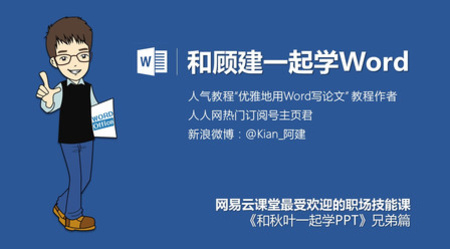 W
和顾建一起学Word
人气教程“优雅地用Word写论文” 教程作者
人人网热门订阅号主页君
新浪微博：@Kian_阿建
WORD
Office
网易云课堂最受欢迎的职场技能课
《和秋叶一起学PPT》兄弟篇